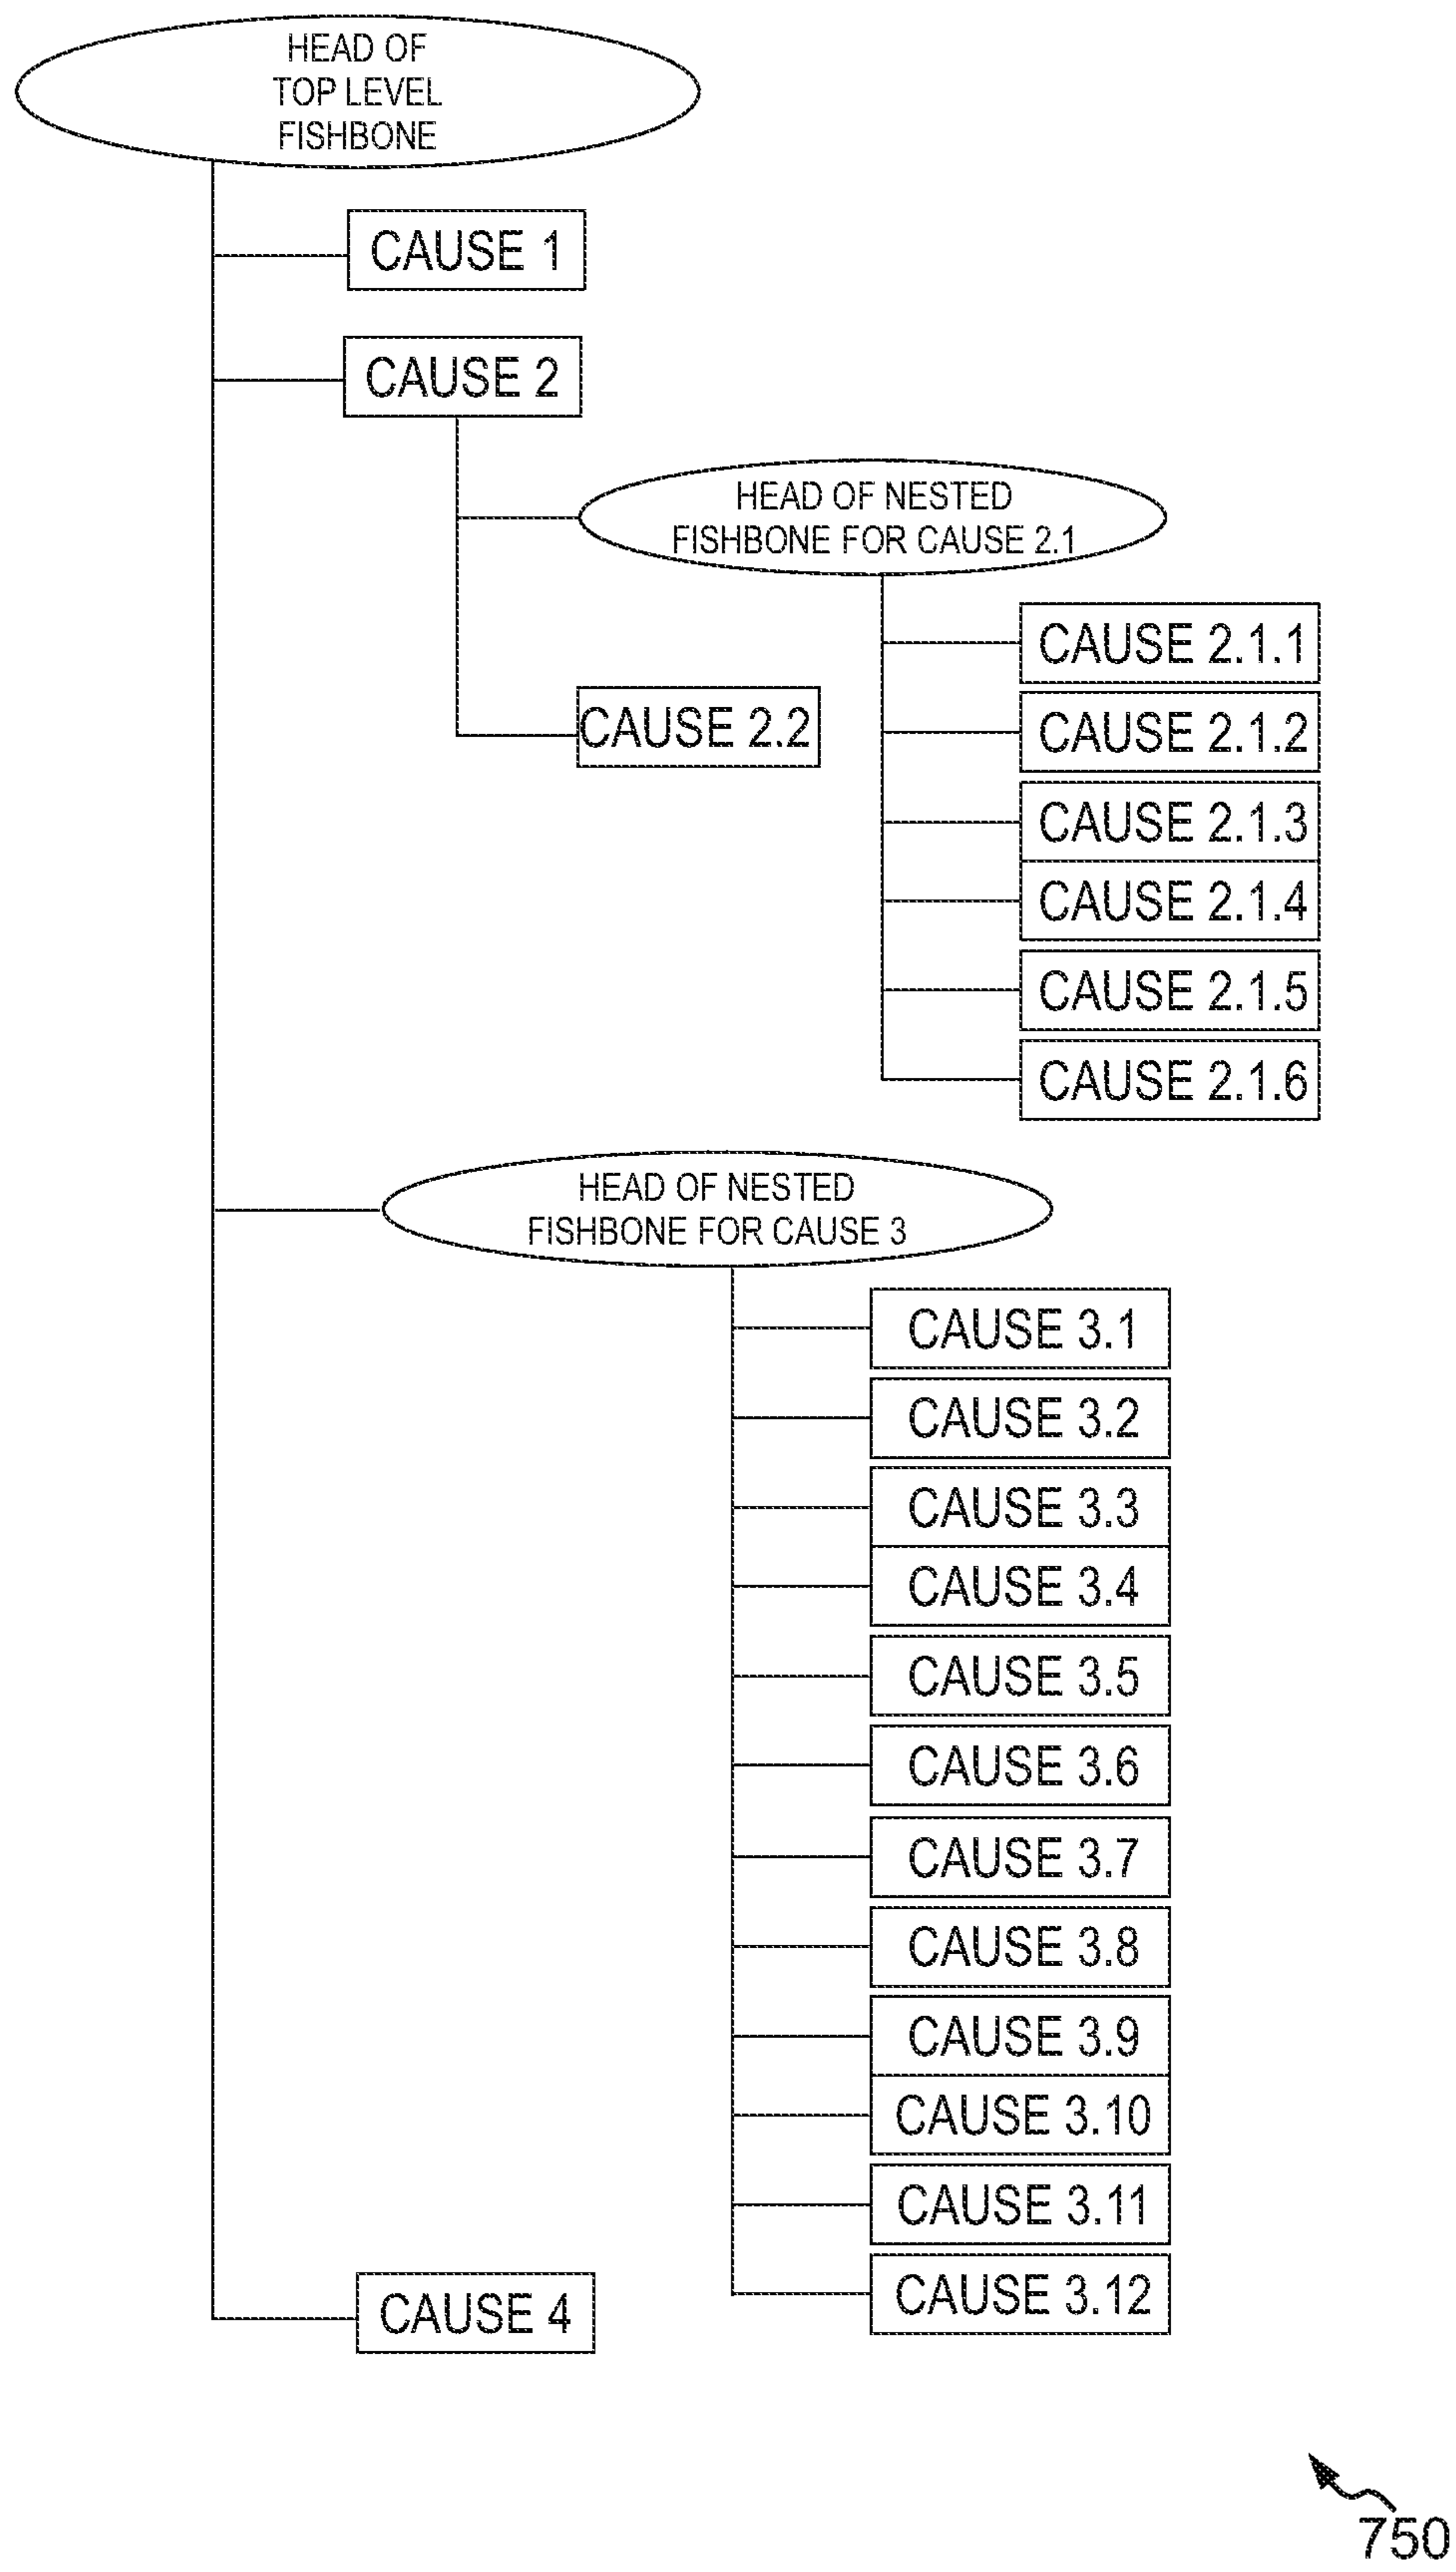 HEAD OF
TOP LEVEL
FISHBONE
CAUSE 1
CAUSE 2
HEAD OF NESTED
FISHBONE FOR CAUSE 2.1
CAUSE 2.1.1
CAUSE 2.2
CAUSE 2.1.2
CAUSE 2.1.3
CAUSE 2.1.4
CAUSE 2.1.5
CAUSE 2.1.6
HEAD OF NESTED
FISHBONE FOR CAUSE 3
CAUSE 3.1
CAUSE 3.2
CAUSE 3.3
CAUSE 3.4
CAUSE 3.5
CAUSE 3.6
CAUSE 3.7
CAUSE 3.8
CAUSE 3.9
CAUSE 3.10
CAUSE 3.11
CAUSE 3.12
CAUSE 4
750